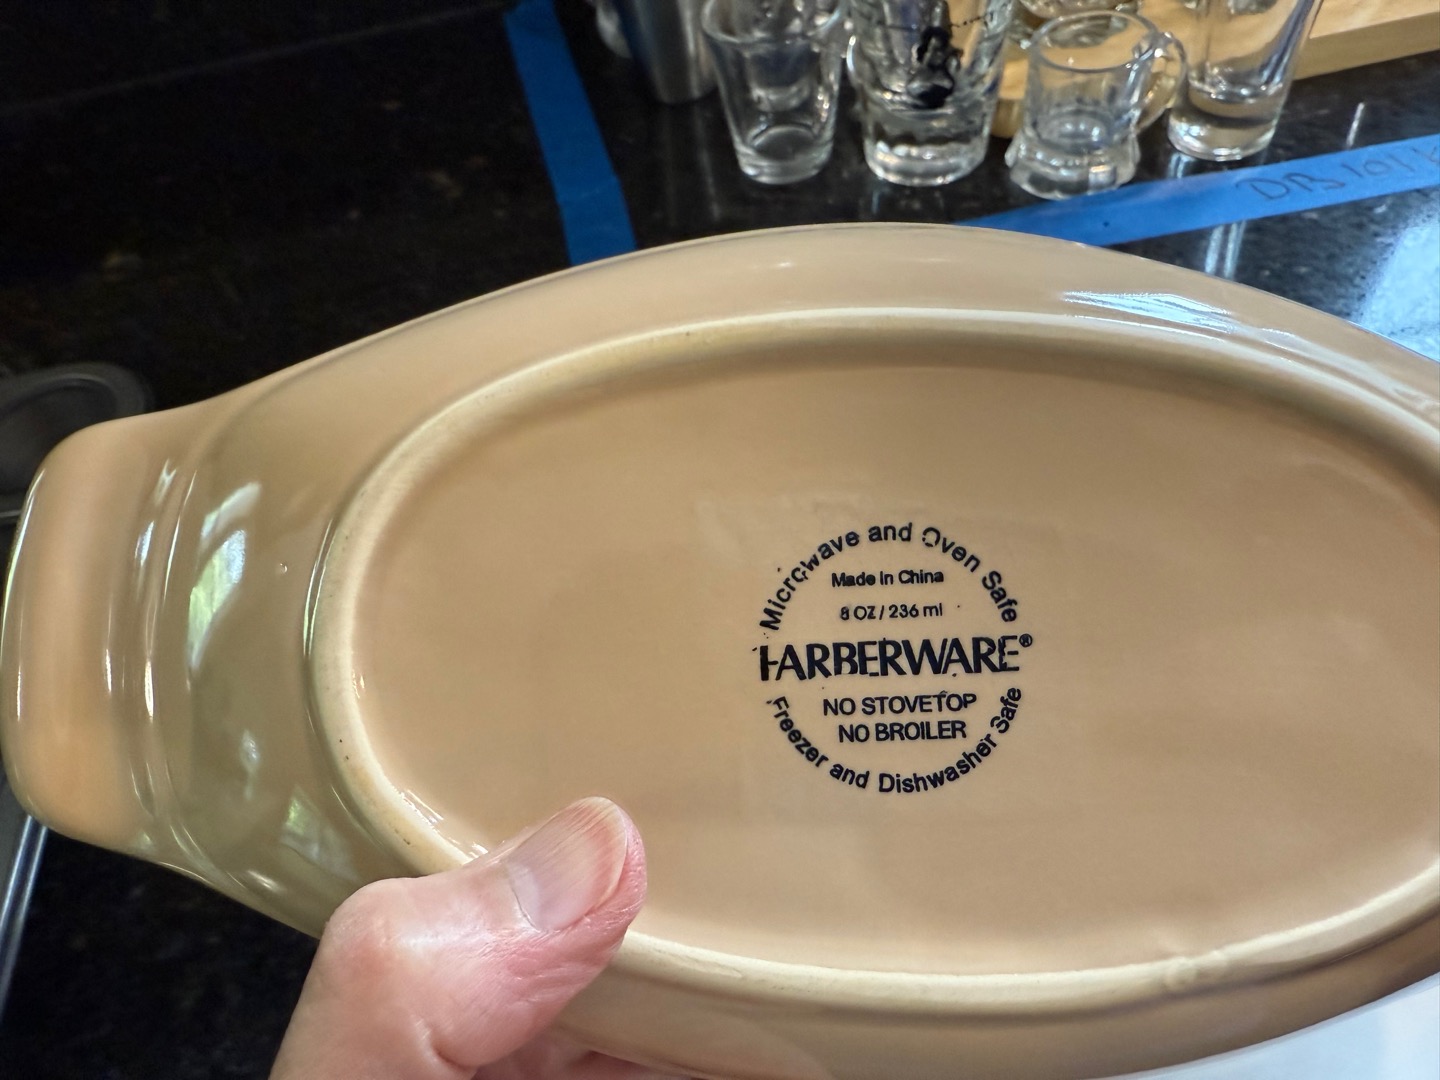 Microwave and Oven Safe
Made in China
8 OZ / 236 ml
FARBERWARE®
NO STOVETOP
NO BROILER
Freezer and Dishwasher Safe